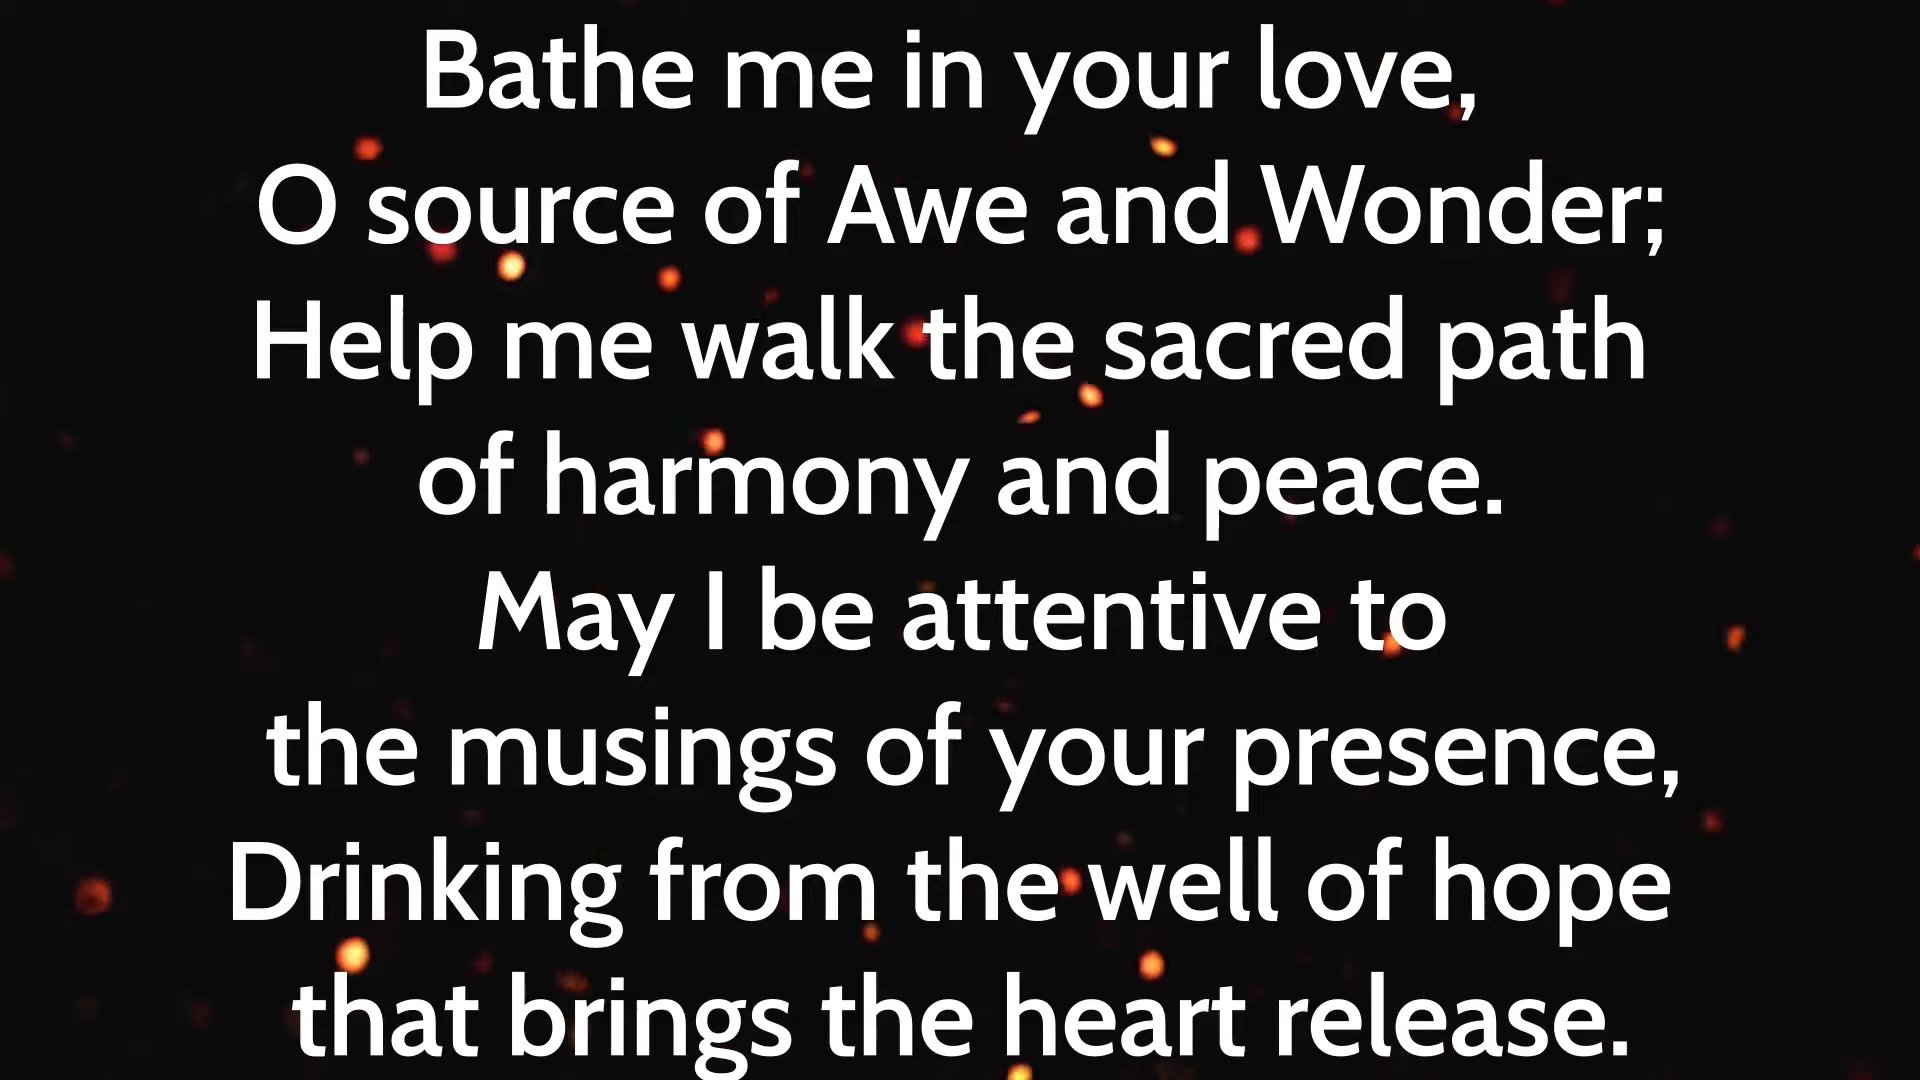 Bathe me in your love,
O source of Awe and Wonder;
Help me walk the sacred path
of harmony and peace.
May I be attentive to
the musings of your presence,
Drinking from the well of hope
that brings the heart release.